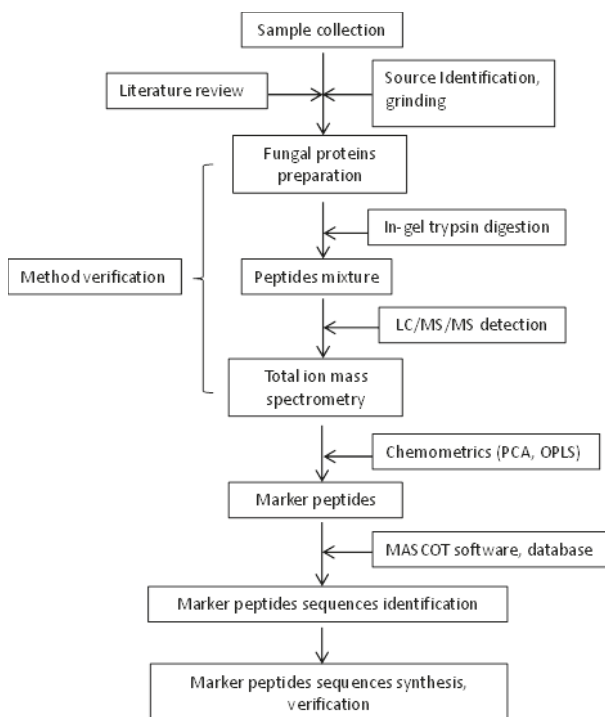 Sample collection
Literature review
Source Identification,
grinding
Fungal proteins
preparation
In-gel trypsin digestion
Method verification
Peptides mixture
LC/MS/MS detection
Total ion mass
spectrometry
Chemometrics (PCA, OPLS)
Marker peptides
MASCOT software, database
Marker peptides sequences identification
Marker peptides sequences synthesis,
verification